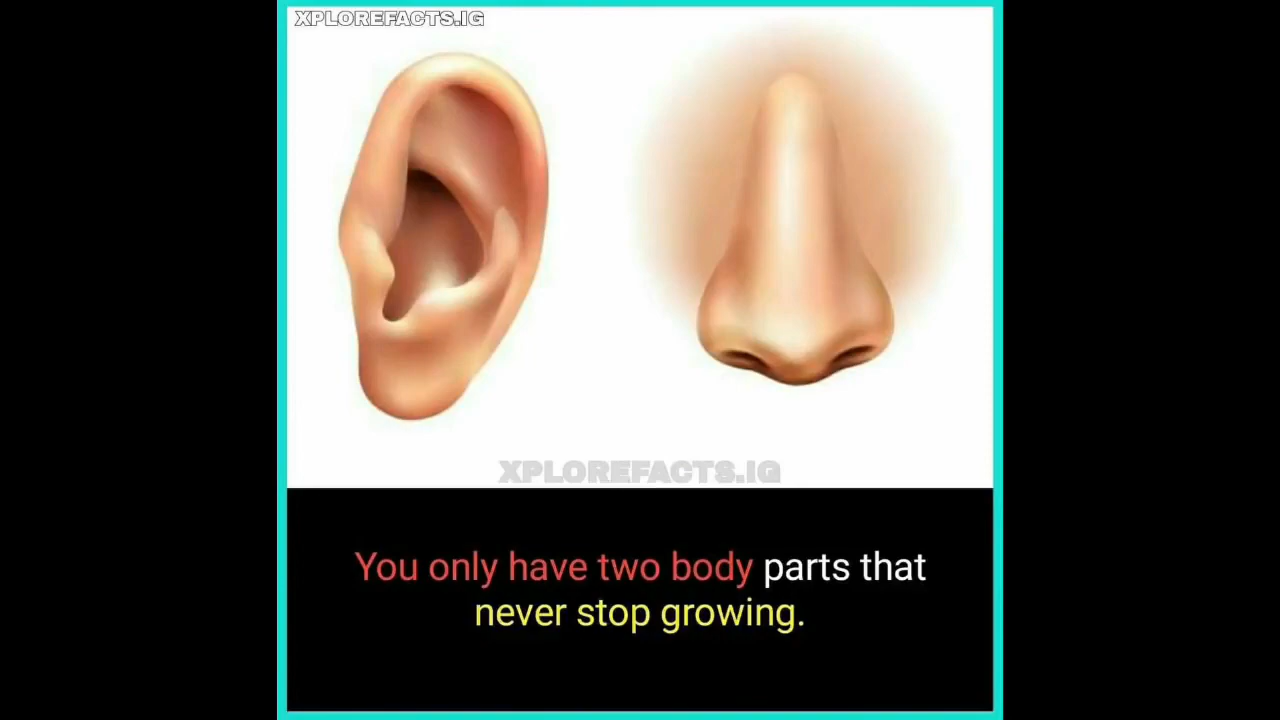 XPLOREFACTS.IG
XPLOREFACTS.IG
You only have two body parts that
never stop growing.